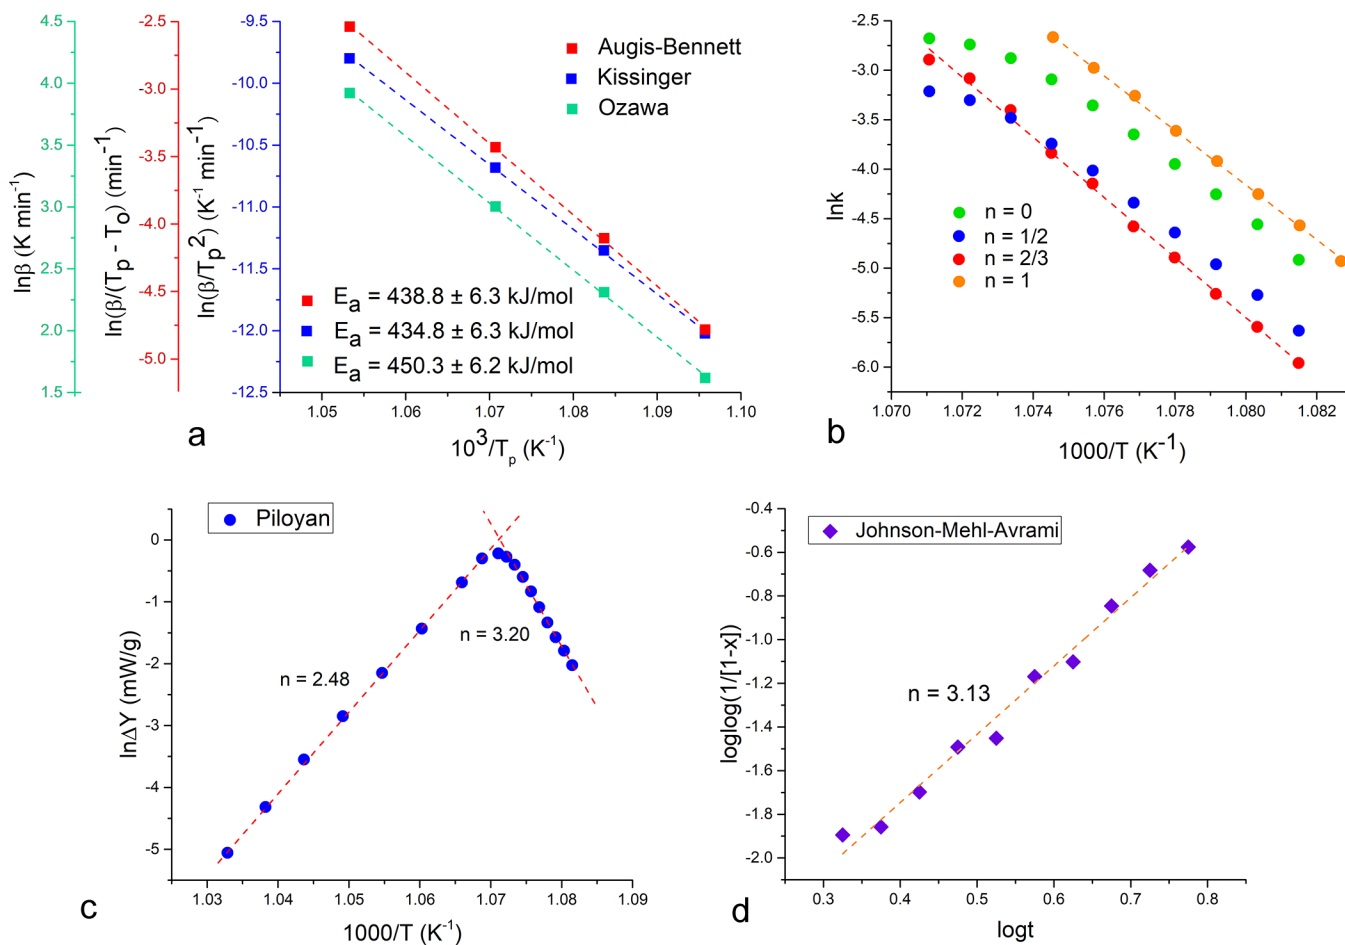 lnβ (K min⁻¹)
4.5
4.0
3.5
3.0
2.5
2.0
1.5
ln(β/(Tp - To) (min⁻¹)
-2.5
-3.0
-3.5
-4.0
-4.5
-5.0
ln(β/Tp²) (K⁻¹ min⁻¹)
-9.5
-10.0
-10.5
-11.0
-11.5
-12.0
-12.5
Augis-Bennett
Kissinger
Ozawa
Ea = 438.8 ± 6.3 kJ/mol
Ea = 434.8 ± 6.3 kJ/mol
Ea = 450.3 ± 6.2 kJ/mol
1.05 1.06 1.07 1.08 1.09 1.10
a
10³/Tp (K⁻¹)
lnk
-2.5
-3.0
-3.5
-4.0
-4.5
-5.0
-5.5
-6.0
n = 0
n = 1/2
n = 2/3
n = 1
1.070 1.072 1.074 1.076 1.078 1.080 1.082
b
1000/T (K⁻¹)
Piloyan
lnΔY (mW/g)
0
-1
-2
-3
-4
-5
n = 3.20
n = 2.48
1.03 1.04 1.05 1.06 1.07 1.08 1.09
c
1000/T (K⁻¹)
Johnson-Mehl-Avrami
loglog(1/[1-x])
-0.4
-0.6
-0.8
-1.0
-1.2
-1.4
-1.6
-1.8
-2.0
n = 3.13
0.3 0.4 0.5 0.6 0.7 0.8
d
logt